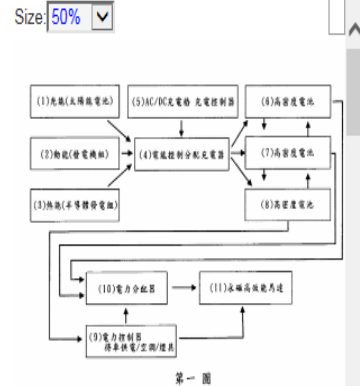 Size: 50%
(1)光能(太陽能電池)
(5)AC/DC充電樁 充電控制器
(6)高密度電池
(2)動能(發電機組)
(4)電能控制分配充電器
(7)高密度電池
(3)熱能(半導體發電組)
(8)高密度電池
(10)電力分配器
(11)永磁高效能馬達
(9)電力控制器
將車供電/空調/燈具
第一圖